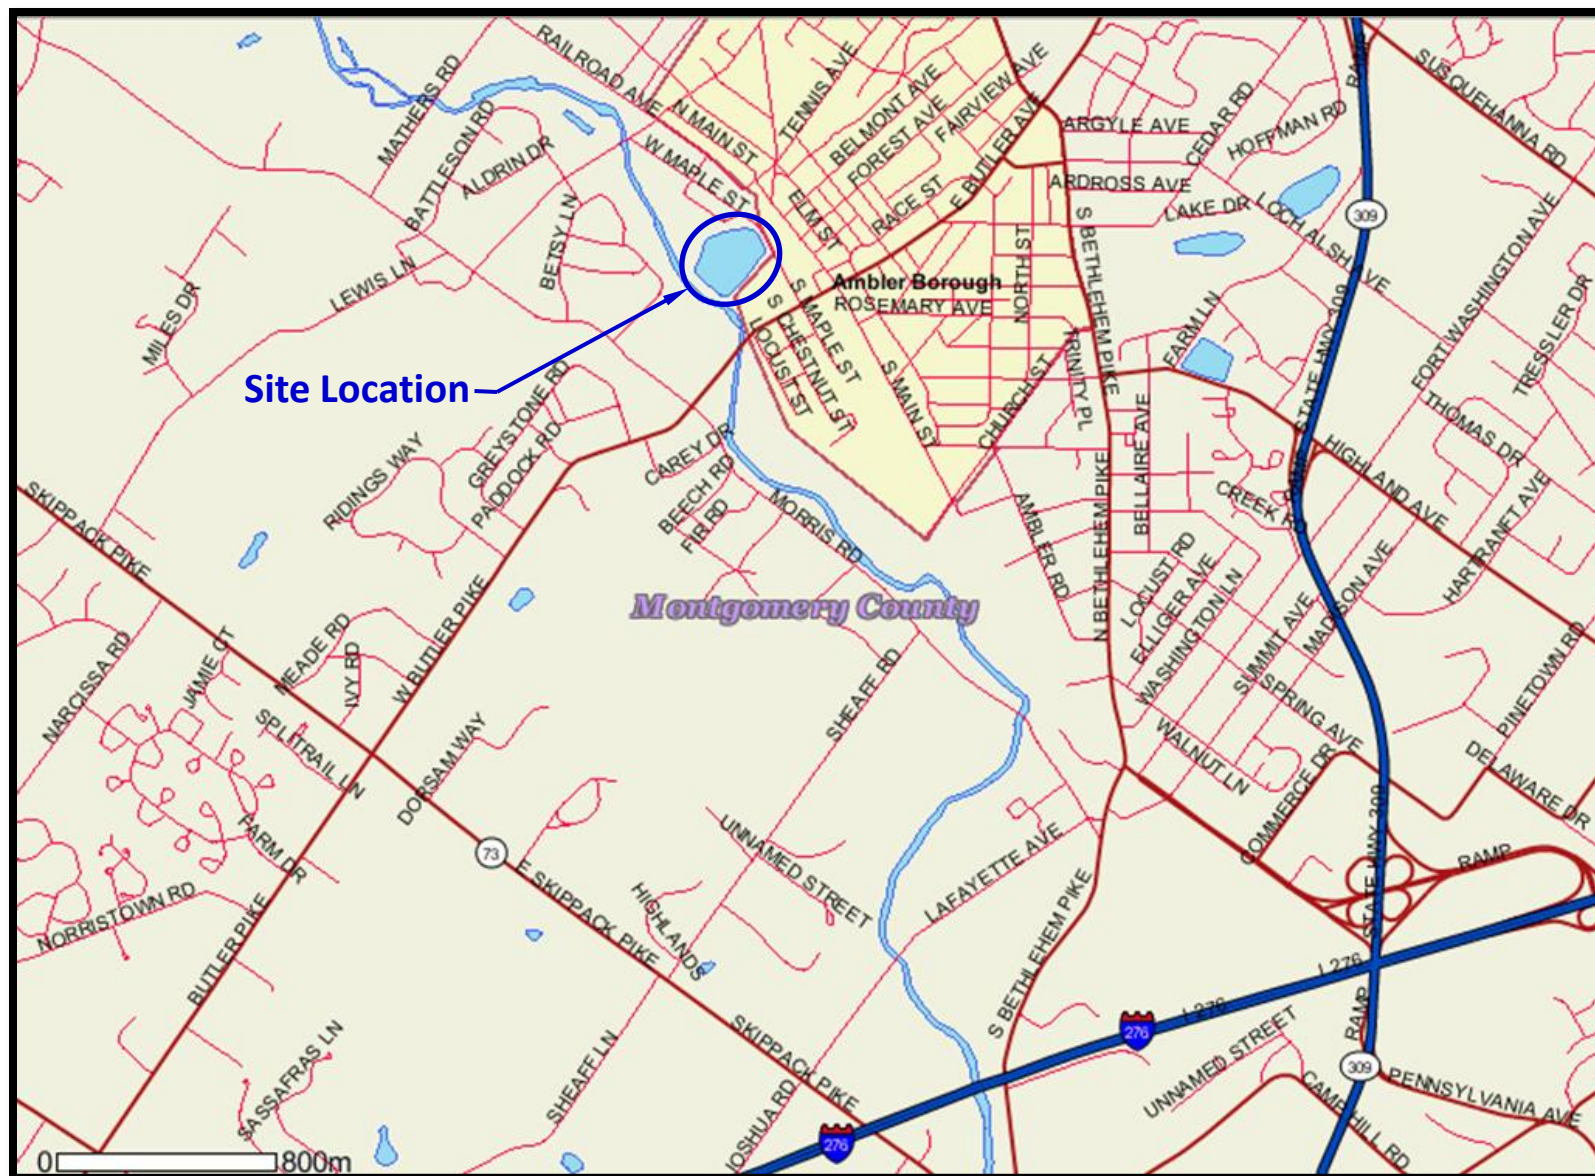 RAILROAD AVE
MATHERS RD
BATTLESON RD
ALDRIN DR
N MAIN ST
W MAPLE ST
TENNIS AVE
BELMONT AVE
FOREST AVE
FAIRVIEW AVE
E BUTLER AVE
RACE ST
ELM ST
ARGYLE AVE
CEDAR RD
HOFFMAN RD
RAMP
SUSQUEHANNA RD
ARDROSS AVE
LAKE DR
LOCH ALSH AVE
309
S BETHLEHEM PIKE
NORTH ST
BETSY LN
LEWIS LN
MILES DR
Ambler Borough
ROSEMARY AVE
S MAPLE ST
S CHESTNUT ST
LOCUST ST
S MAIN ST
CHURCH ST
TRINITY PL
FARM LN
STATE HWY 309
FORT WASHINGTON AVE
TRESSLER DR
THOMAS DR
Site Location
GREYSTONE RD
PADDOCK RD
RIDINGS WAY
CAREY DR
BEECH RD
FIR RD
MORRIS RD
AMBLER RD
N BETHLEHEM PIKE
BELLAIRE AVE
CREEK RD
RAMP
HIGHLAND AVE
HARTRANFT AVE
SKIPPACK PIKE
LOCUST RD
ELLIGER AVE
WASHINGTON LN
SUMMIT AVE
MADISON AVE
Montgomery County
NARCISSA RD
JAMIE CT
MEADE RD
IVY RD
W BUTLER PIKE
SPLITRAIL LN
DORSAM WAY
SHEAFF RD
SPRING AVE
WALNUT LN
COMMERCE DR
PINETOWN RD
DELAWARE DR
FARM DR
73
E SKIPPACK PIKE
UNNAMED STREET
LAFAYETTE AVE
STATE HWY 309
RAMP
NORRISTOWN RD
BUTLER PIKE
HIGHLANDS
S BETHLEHEM PIKE
I 276
I 276
276
RAMP
SKIPPACK PIKE
SASSAFRAS LN
SHEAFF LN
JOSHUA RD
276
UNNAMED STREET
309
PENNSYLVANIA AVE
CAMP HILL RD
0 800m